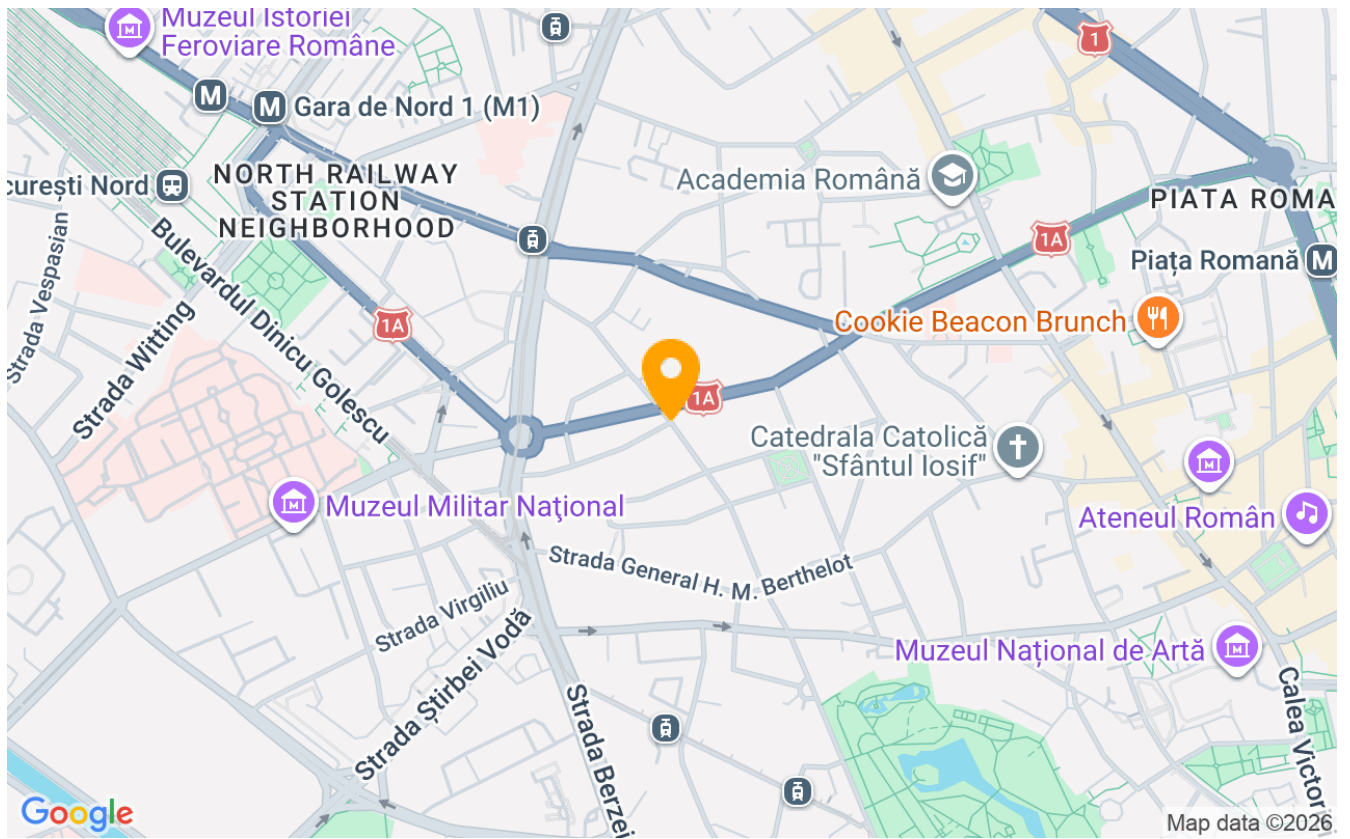 Muzeul Istoriei
Feroviare Române
1
M
M
Gara de Nord 1 (M1)
curești Nord
NORTH RAILWAY
STATION
NEIGHBORHOOD
Academia Română
PIATA ROMA
1A
Piața Romană
M
Strada Vespasian
Bulevardul Dinicu Golescu
Strada Witting
1A
Cookie Beacon Brunch
1A
Catedrala Catolică
"Sfântul Iosif"
M
Muzeul Militar Naţional
M
Ateneul Român
Strada General H. M. Berthelot
Strada Virgiliu
Strada Știrbei Vodă
Muzeul Național de Artă
M
Strada Berzei
Calea Victori
Google
Map data ©2026